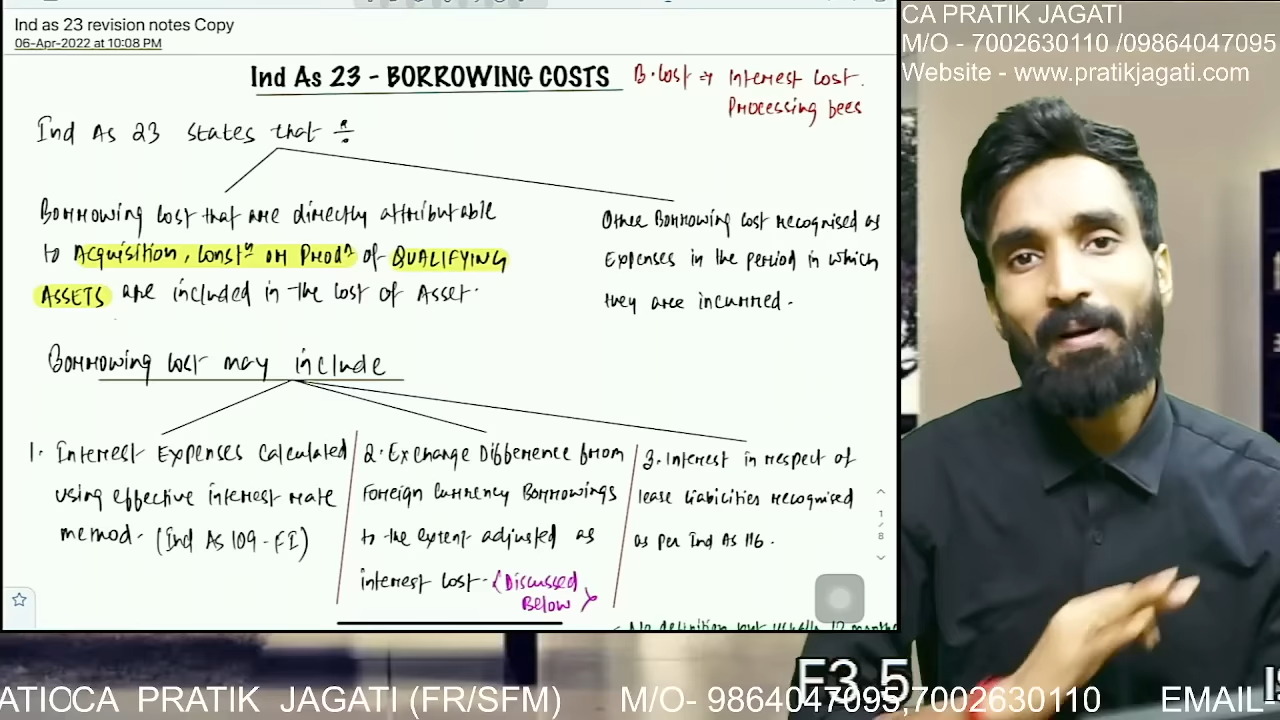 Ind as 23 revision notes Copy
06-Apr-2022 at 10:08 PM
Ind As 23 - BORROWING COSTS
B. Cost → Interest Cost.
Processing fees
Ind As 23 states that
Borrowing cost that are directly attributable
to Acquisition, Constⁿ or Prodⁿ of QUALIFYING
ASSETS are included in the cost of Asset.
Other Borrowing cost recognised as
Expenses in the period in which
they are incurred.
Borrowing cost may include
1. Interest Expenses calculated
using effective interest rate
method. (Ind As 109-FI)
2. Exchange Difference from
Foreign Currency Borrowings
to the extent adjusted as
interest cost. (Discussed
Below)
3. Interest in respect of
lease liabilities recognised
as per Ind As 116.
1
8
CA PRATIK JAGATI
M/O - 7002630110 /09864047095
Website - www.pratikjagati.com
F3.5
ATIOCA PRATIK JAGATI (FR/SFM) M/O- 9864047095,7002630110 EMAIL-